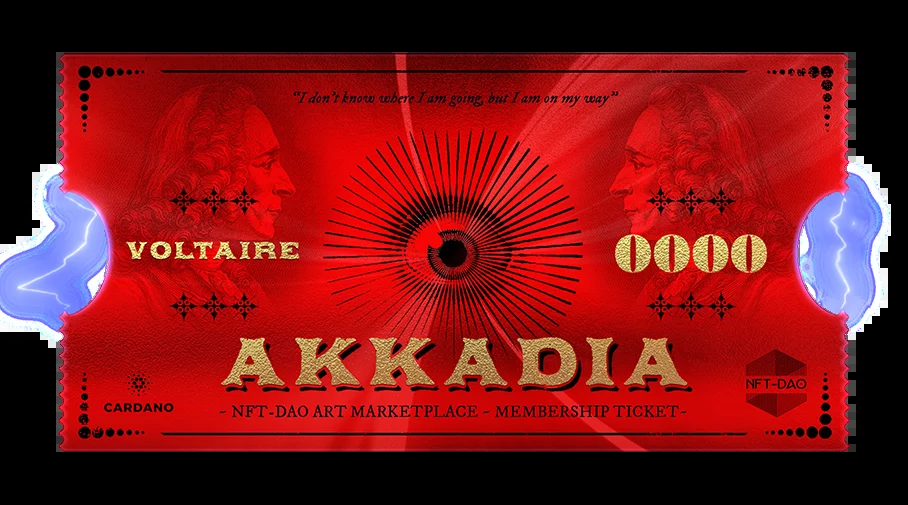 “I don't know where I am going, but I am on my way”
VOLTAIRE
0000
AKKADIA
CARDANO
NFT-DAO
- NFT-DAO ART MARKETPLACE - MEMBERSHIP TICKET-